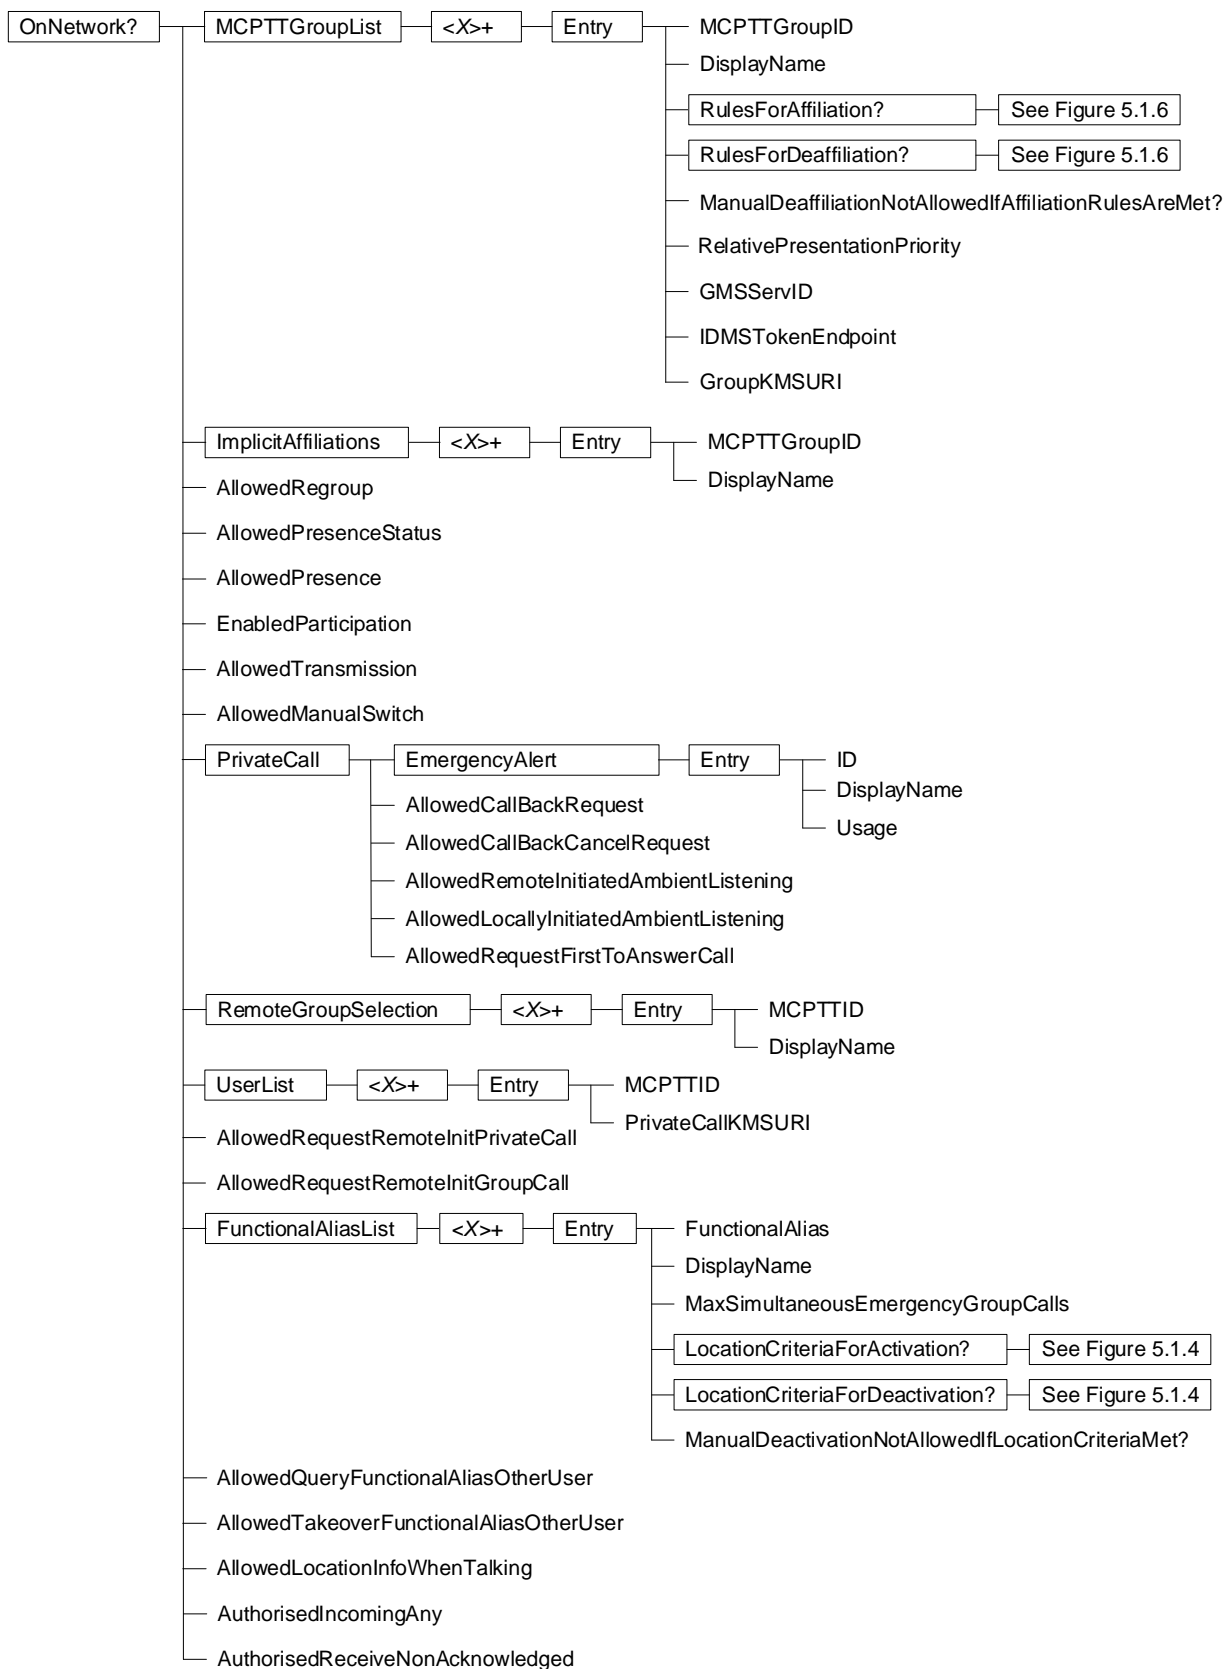 OnNetwork? MCPTTGroupList <X>+ Entry MCPTTGroupID
DisplayName
RulesForAffiliation? See Figure 5.1.6
RulesForDeaffiliation? See Figure 5.1.6
ManualDeaffiliationNotAllowedIfAffiliationRulesAreMet?
RelativePresentationPriority
GMSServID
IDMSTokenEndpoint
GroupKMSURI
ImplicitAffiliations <X>+ Entry MCPTTGroupID
DisplayName
AllowedRegroup
AllowedPresenceStatus
AllowedPresence
EnabledParticipation
AllowedTransmission
AllowedManualSwitch
PrivateCall EmergencyAlert Entry ID
DisplayName
AllowedCallBackRequest
Usage
AllowedCallBackCancelRequest
AllowedRemoteInitiatedAmbientListening
AllowedLocallyInitiatedAmbientListening
AllowedRequestFirstToAnswerCall
RemoteGroupSelection <X>+ Entry MCPTTID
DisplayName
UserList <X>+ Entry MCPTTID
PrivateCallKMSURI
AllowedRequestRemoteInitPrivateCall
AllowedRequestRemoteInitGroupCall
FunctionalAliasList <X>+ Entry FunctionalAlias
DisplayName
MaxSimultaneousEmergencyGroupCalls
LocationCriteriaForActivation? See Figure 5.1.4
LocationCriteriaForDeactivation? See Figure 5.1.4
ManualDeactivationNotAllowedIfLocationCriteriaMet?
AllowedQueryFunctionalAliasOtherUser
AllowedTakeoverFunctionalAliasOtherUser
AllowedLocationInfoWhenTalking
AuthorisedIncomingAny
AuthorisedReceiveNonAcknowledged